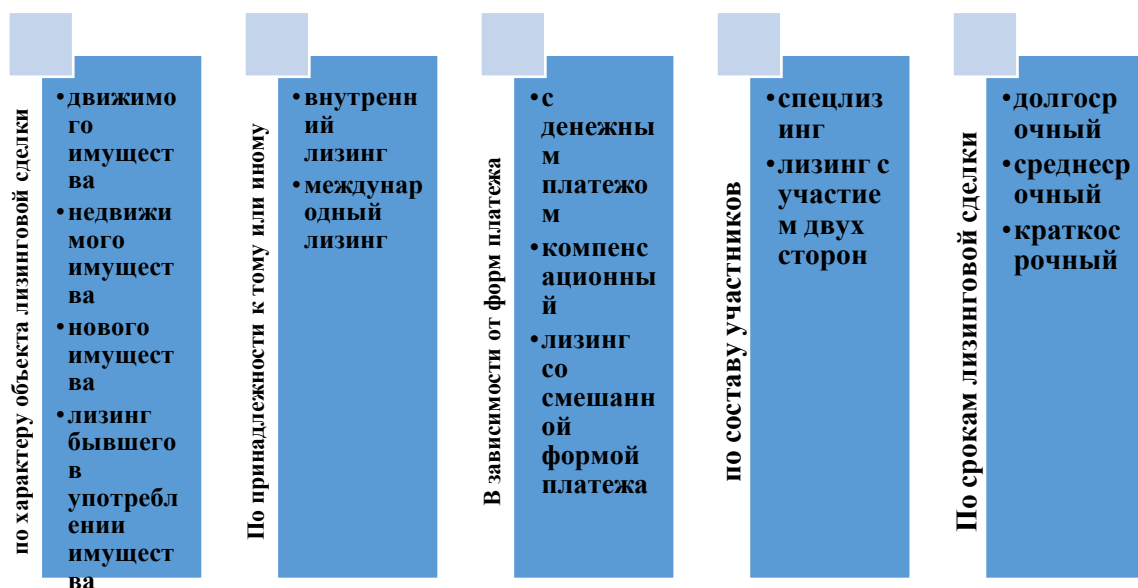 по характеру объекта лизинговой сделки
•движимо
го
имущест
ва
•недвижи
мого
имущест
ва
•нового
имущест
ва
•лизинг
бывшего
в
употребл
ении
имущест
ва
По принадлежности к тому или иному
•внутренн
ий
лизинг
•междунар
одный
лизинг
В зависимости от форм платежа
•с
денежны
м
платежо
м
•компенс
ационны
й
•лизинг
со
смешанн
ой
формой
платежа
по составу участников
•спецлиз
инг
•лизинг с
участие
м двух
сторон
По срокам лизинговой сделки
•долгоср
очный
•среднеср
очный
•краткос
рочный